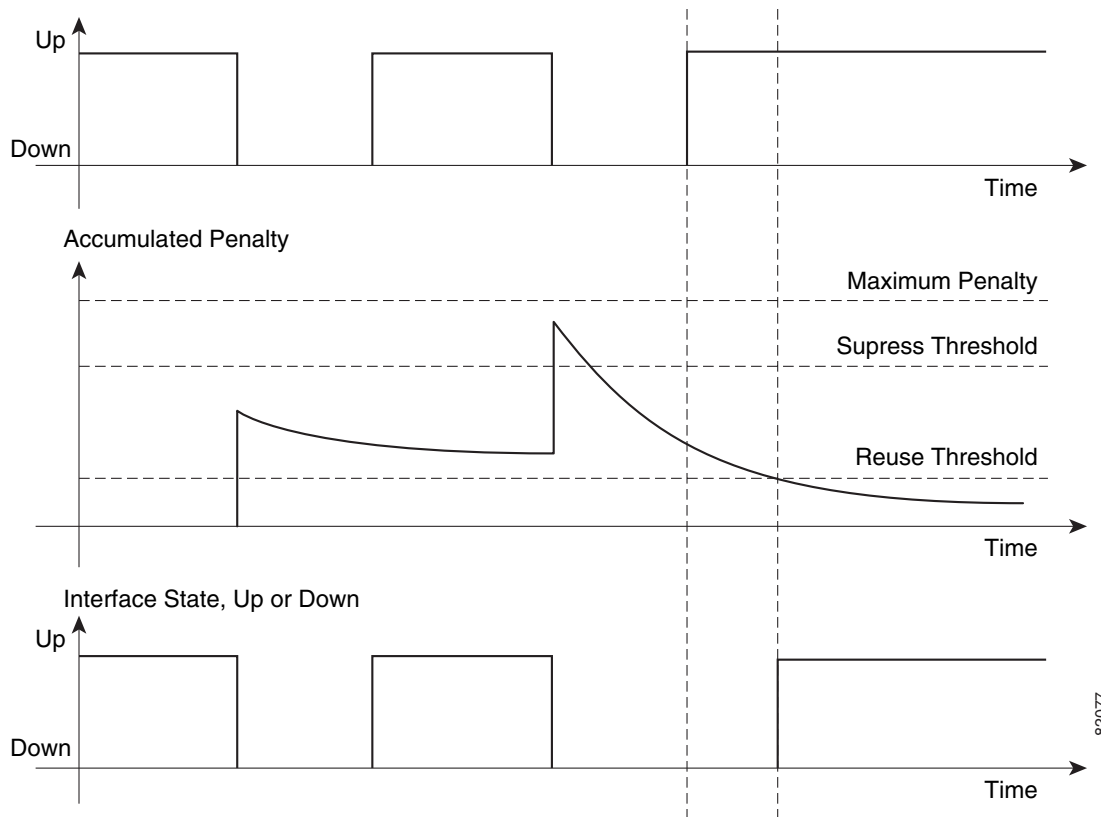 Up
Down
Time
Accumulated Penalty
Maximum Penalty
Supress Threshold
Reuse Threshold
Time
Interface State, Up or Down
Up
Down
Time